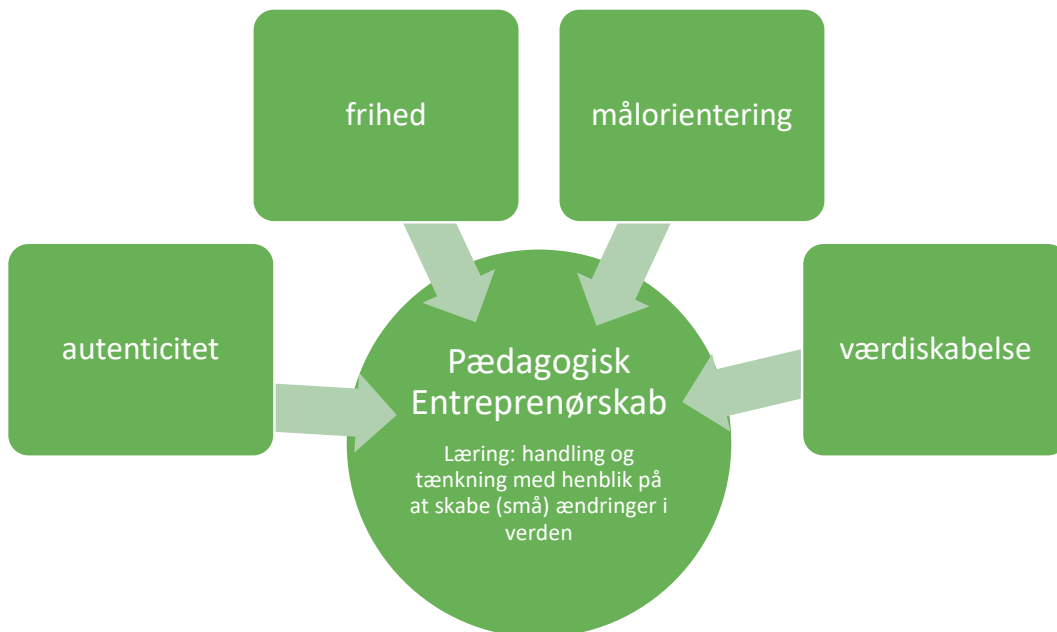 frihed
målorientering
autenticitet
værdiskabelse
Pædagogisk
Entreprenørskab
Læring: handling og
tænkning med henblik på
at skabe (små) ændringer i
verden